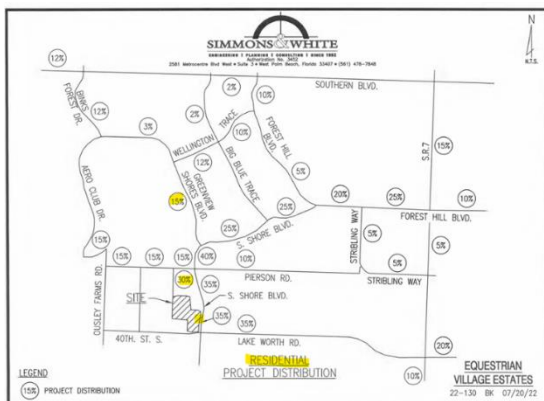 SIMMONS & WHITE
ENGINEERING | PLANNING | CONSULTING | SINCE 1982
Authorization No. 3452
2581 Metrocentre Blvd West • Suite 3 • West Palm Beach, Florida 33407 • (561) 478-7848
N
N.T.S.
12%
BINKS FOREST DR.
2%
10%
SOUTHERN BLVD.
12%
2%
TRACE
10%
FOREST HILL BLVD.
3%
WELLINGTON
15%
S.R.7
12%
BIG BLUE TRACE
5%
AERO CLUB DR.
GREENVIEW SHORES BLVD.
15%
20%
25%
10%
25%
25%
FOREST HILL BLVD.
S. SHORE BLVD.
STRIBLING WAY
5%
5%
15%
15%
15%
15%
40%
10%
5%
PIERSON RD.
STRIBLING WAY
OUSLEY FARMS RD.
30%
35%
SITE
S. SHORE BLVD.
35%
35%
40TH. ST. S.
LAKE WORTH RD.
20%
RESIDENTIAL
PROJECT DISTRIBUTION
10%
EQUESTRIAN
VILLAGE ESTATES
22-130 BK 07/20/22
LEGEND
15% PROJECT DISTRIBUTION